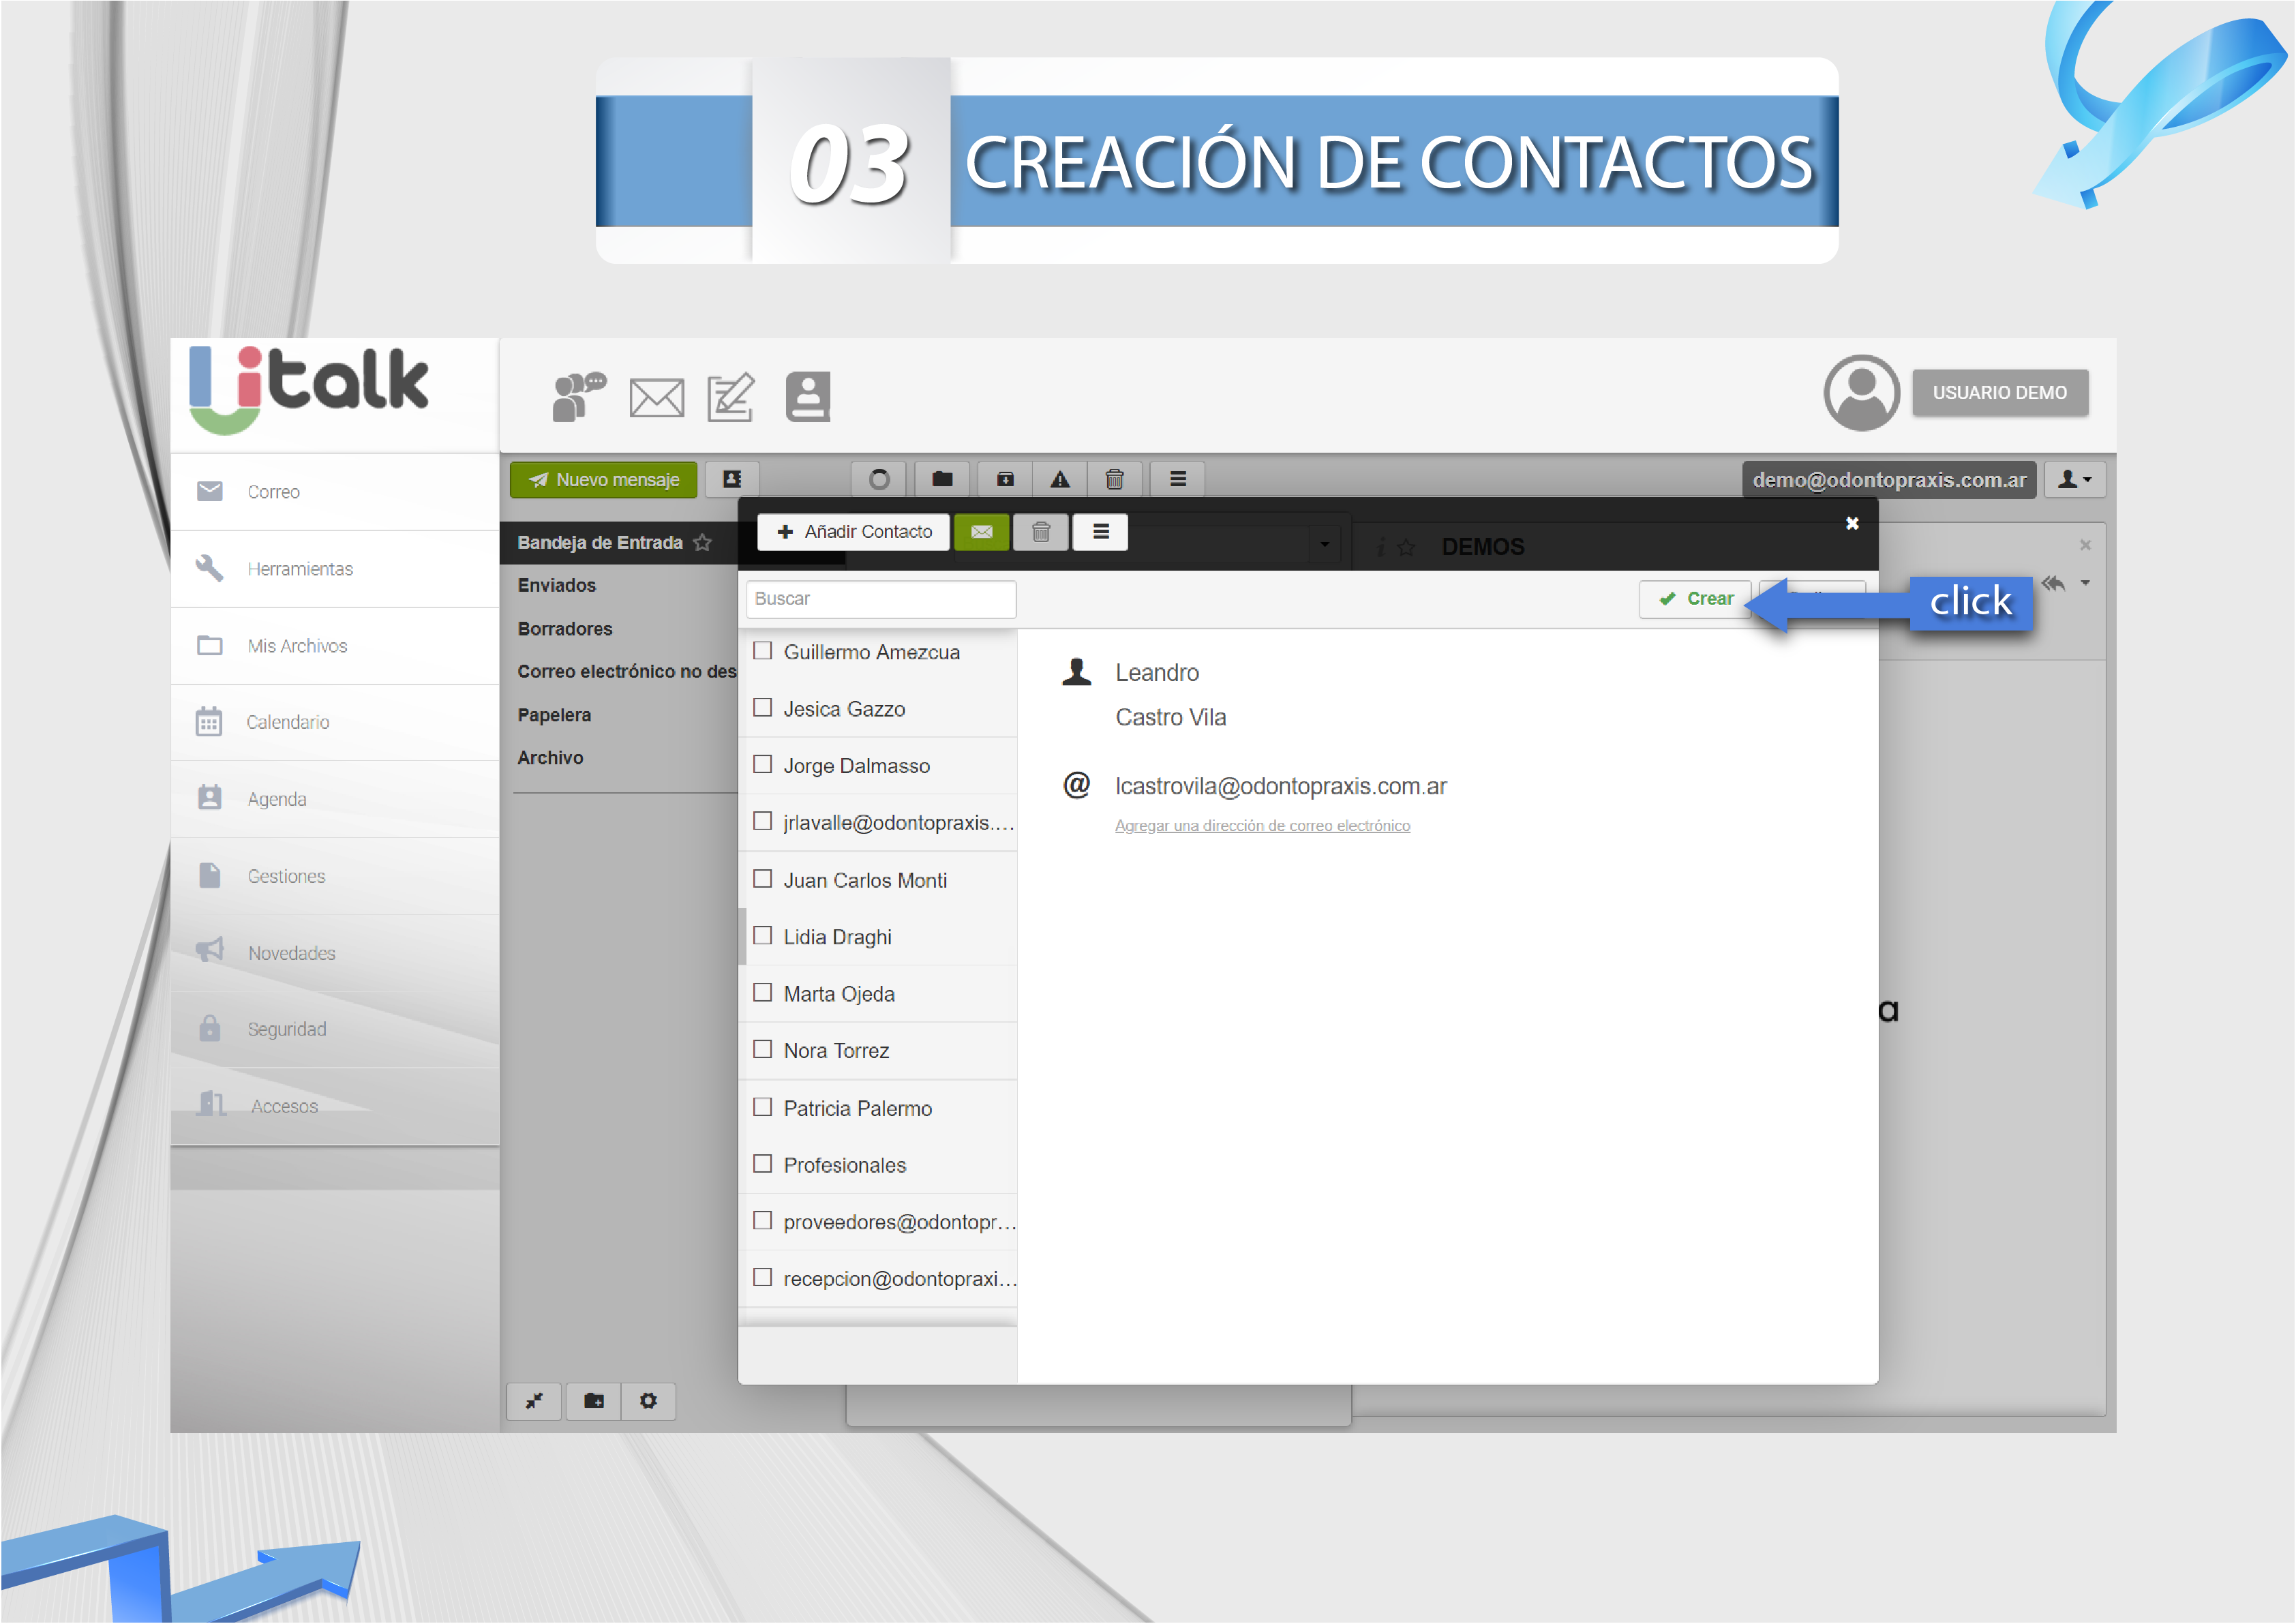 03 CREACIÓN DE CONTACTOS
Uitalk
USUARIO DEMO
Correo
Herramientas
Mis Archivos
Calendario
Agenda
Gestiones
Novedades
Seguridad
Accesos
Nuevo mensaje
demo@odontopraxis.com.ar
Bandeja de Entrada
Enviados
Borradores
Correo electrónico no des
Papelera
Archivo
Añadir Contacto
DEMOS
Buscar
Crear
click
Guillermo Amezcua
Jesica Gazzo
Jorge Dalmasso
jrlavalle@odontopraxis....
Juan Carlos Monti
Lidia Draghi
Marta Ojeda
Nora Torrez
Patricia Palermo
Profesionales
proveedores@odontopr...
recepcion@odontopraxi...
Leandro
Castro Vila
@ lcastrovila@odontopraxis.com.ar
Agregar una dirección de correo electrónico
a